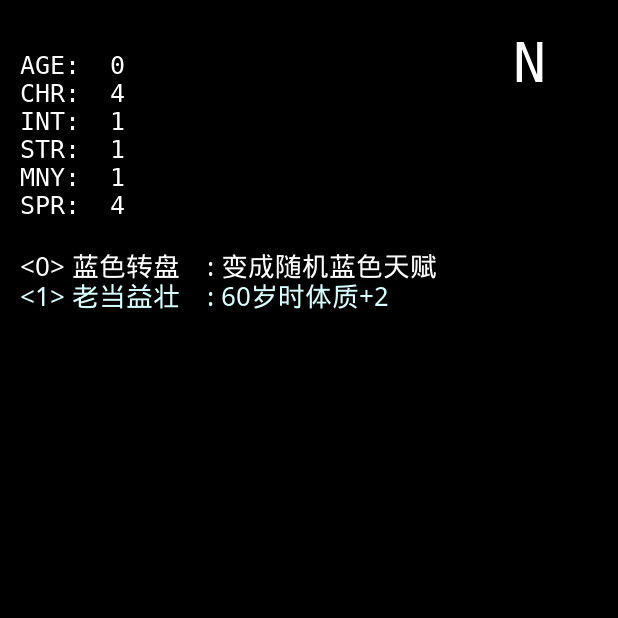 N
AGE: 0
CHR: 4
INT: 1
STR: 1
MNY: 1
SPR: 4
<0> 蓝色转盘 : 变成随机蓝色天赋
<1> 老当益壮 : 60岁时体质+2